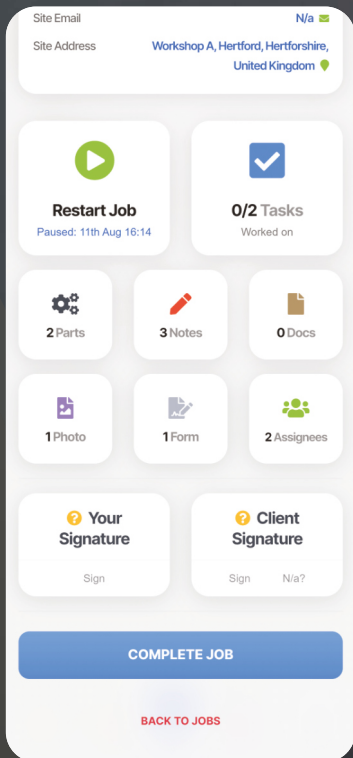 Site Email N/a
Site Address Workshop A, Hertford, Hertforshire,
United Kingdom
Restart Job
Paused: 11th Aug 16:14
0/2 Tasks
Worked on
2 Parts
3 Notes
0 Docs
1 Photo
1 Form
2 Assignees
? Your
Signature
Sign
? Client
Signature
Sign N/a?
COMPLETE JOB
BACK TO JOBS